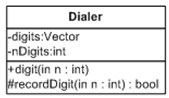 Dialer
-digits:Vector
-nDigits:int
+digit(in n : int)
#recordDigit(in n : int) : bool